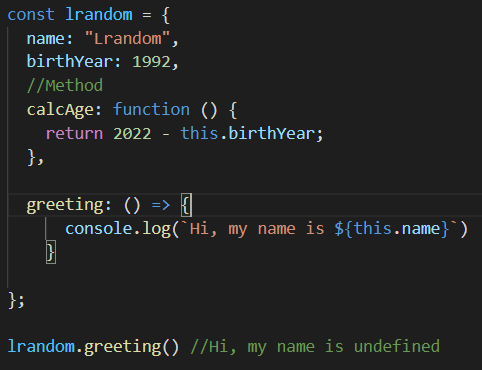 const lrandom = {
  name: "Lrandom",
  birthYear: 1992,
  //Method
  calcAge: function () {
    return 2022 - this.birthYear;
  },
  greeting: () => {
      console.log(`Hi, my name is ${this.name}`)
    }
};
lrandom.greeting() //Hi, my name is undefined